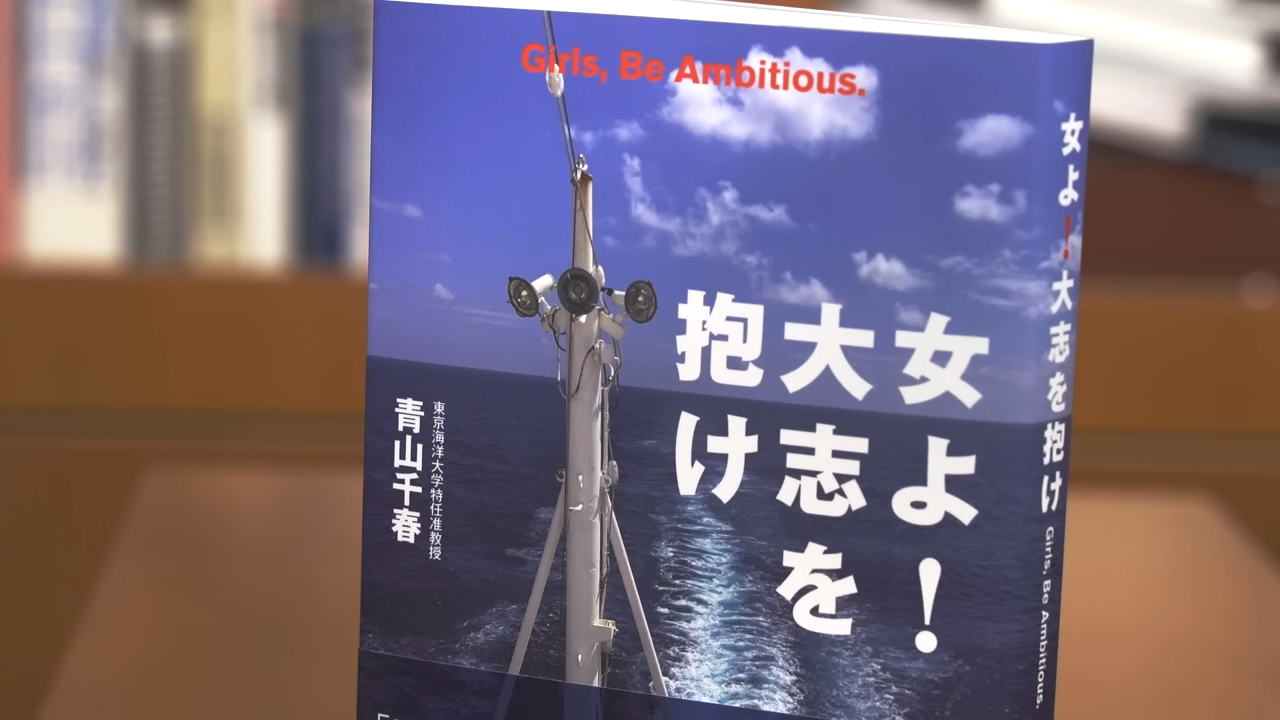 Girls, Be Ambitious.
女よ！
大志を
抱け
東京海洋大学特任准教授
青山千春
女よ！大志を抱け Girls, Be Ambitious.